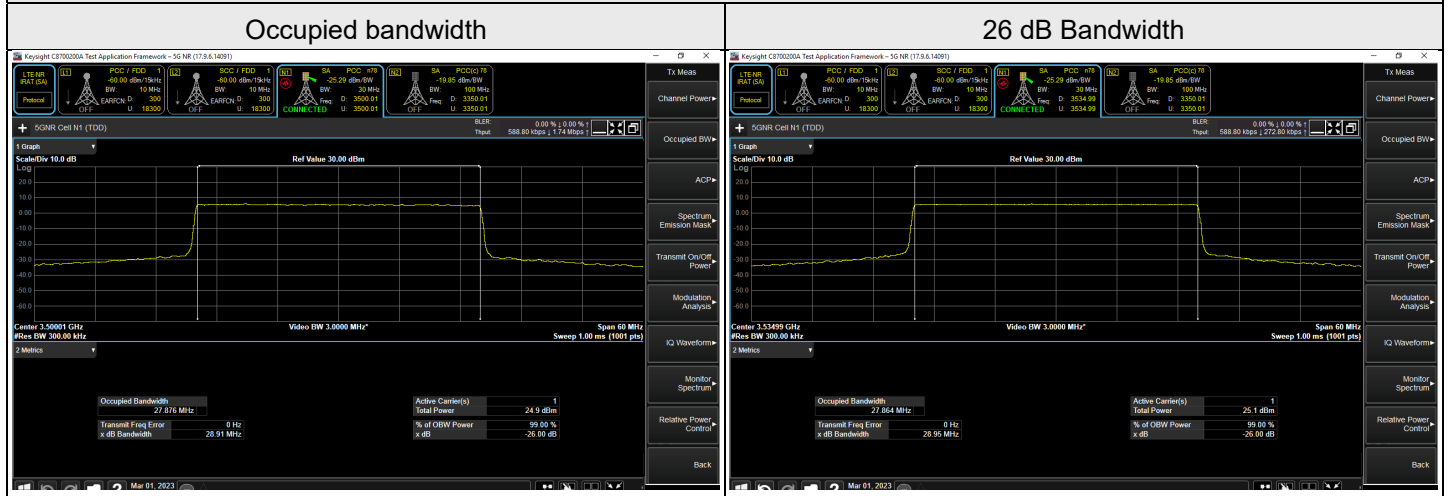 Occupied bandwidth
26 dB Bandwidth
Keysight C8700200A Test Application Framework – 5G NR (17.9.6.14091)
LTE-NR
IRAT (SA)
Protocol
L1
PCC / FDD 1
-60.00 dBm/15kHz
BW: 10 MHz
EARFCN: D: 300
OFF U: 18300
L2
SCC / FDD 1
-60.00 dBm/15kHz
BW: 10 MHz
EARFCN: D: 300
OFF U: 18300
N1
SA PCC n78
-25.29 dBm/BW
BW: 30 MHz
Freq: D: 3500.01
CONNECTED U: 3500.01
N2
SA PCC(c) 78
-19.85 dBm/BW
BW: 100 MHz
Freq: D: 3350.01
OFF U: 3350.01
5GNR Cell N1 (TDD)
BLER: 0.00 % ↓ 0.00 % ↑
Thput: 588.80 kbps ↓ 1.74 Mbps ↑
1 Graph
Scale/Div 10.0 dB
Ref Value 30.00 dBm
Log
20.0
10.0
0.00
-10.0
-20.0
-30.0
-40.0
-50.0
-60.0
Center 3.50001 GHz
Video BW 3.0000 MHz*
Span 60 MHz
#Res BW 300.00 kHz
Sweep 1.00 ms (1001 pts)
2 Metrics
Occupied Bandwidth
27.876 MHz
Transmit Freq Error 0 Hz
x dB Bandwidth 28.91 MHz
Active Carrier(s) 1
Total Power 24.9 dBm
% of OBW Power 99.00 %
x dB -26.00 dB
Mar 01, 2023
Tx Meas
Channel Power
Occupied BW
ACP
Spectrum
Emission Mask
Transmit On/Off
Power
Modulation
Analysis
IQ Waveform
Monitor
Spectrum
Relative Power
Control
Back
Keysight C8700200A Test Application Framework – 5G NR (17.9.6.14091)
LTE-NR
IRAT (SA)
Protocol
L1
PCC / FDD 1
-60.00 dBm/15kHz
BW: 10 MHz
EARFCN: D: 300
OFF U: 18300
L2
SCC / FDD 1
-60.00 dBm/15kHz
BW: 10 MHz
EARFCN: D: 300
OFF U: 18300
N1
SA PCC n78
-25.29 dBm/BW
BW: 30 MHz
Freq: D: 3534.99
CONNECTED U: 3534.99
N2
SA PCC(c) 78
-19.85 dBm/BW
BW: 100 MHz
Freq: D: 3350.01
OFF U: 3350.01
5GNR Cell N1 (TDD)
BLER: 0.00 % ↓ 0.00 % ↑
Thput: 588.80 kbps ↓ 272.80 kbps ↑
1 Graph
Scale/Div 10.0 dB
Ref Value 30.00 dBm
Log
20.0
10.0
0.00
-10.0
-20.0
-30.0
-40.0
-50.0
-60.0
Center 3.53499 GHz
Video BW 3.0000 MHz*
Span 60 MHz
#Res BW 300.00 kHz
Sweep 1.00 ms (1001 pts)
2 Metrics
Occupied Bandwidth
27.864 MHz
Transmit Freq Error 0 Hz
x dB Bandwidth 28.95 MHz
Active Carrier(s) 1
Total Power 25.1 dBm
% of OBW Power 99.00 %
x dB -26.00 dB
Mar 01, 2023
Tx Meas
Channel Power
Occupied BW
ACP
Spectrum
Emission Mask
Transmit On/Off
Power
Modulation
Analysis
IQ Waveform
Monitor
Spectrum
Relative Power
Control
Back